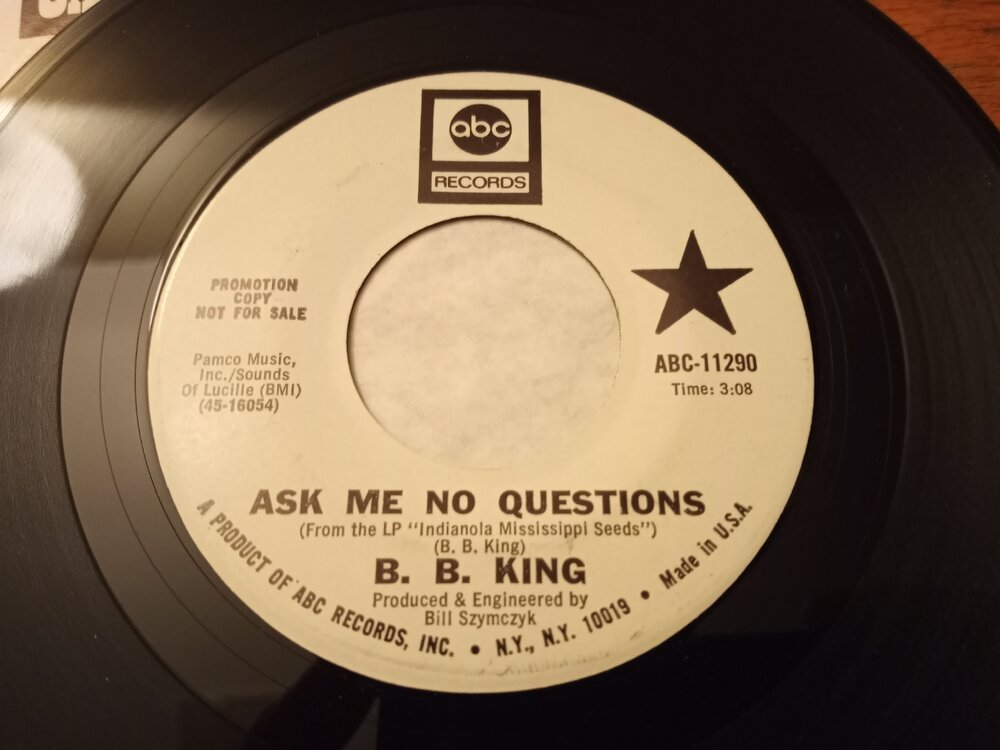 abc
RECORDS
PROMOTION
COPY
NOT FOR SALE
Pamco Music,
Inc./Sounds
Of Lucille (BMI)
(45-16054)
ABC-11290
Time: 3:08
ASK ME NO QUESTIONS
(From the LP "Indianola Mississippi Seeds")
(B. B. King)
B. B. KING
Produced & Engineered by
Bill Szymczyk
A PRODUCT OF ABC RECORDS, INC. • N.Y., N.Y. 10019 • Made in U.S.A.